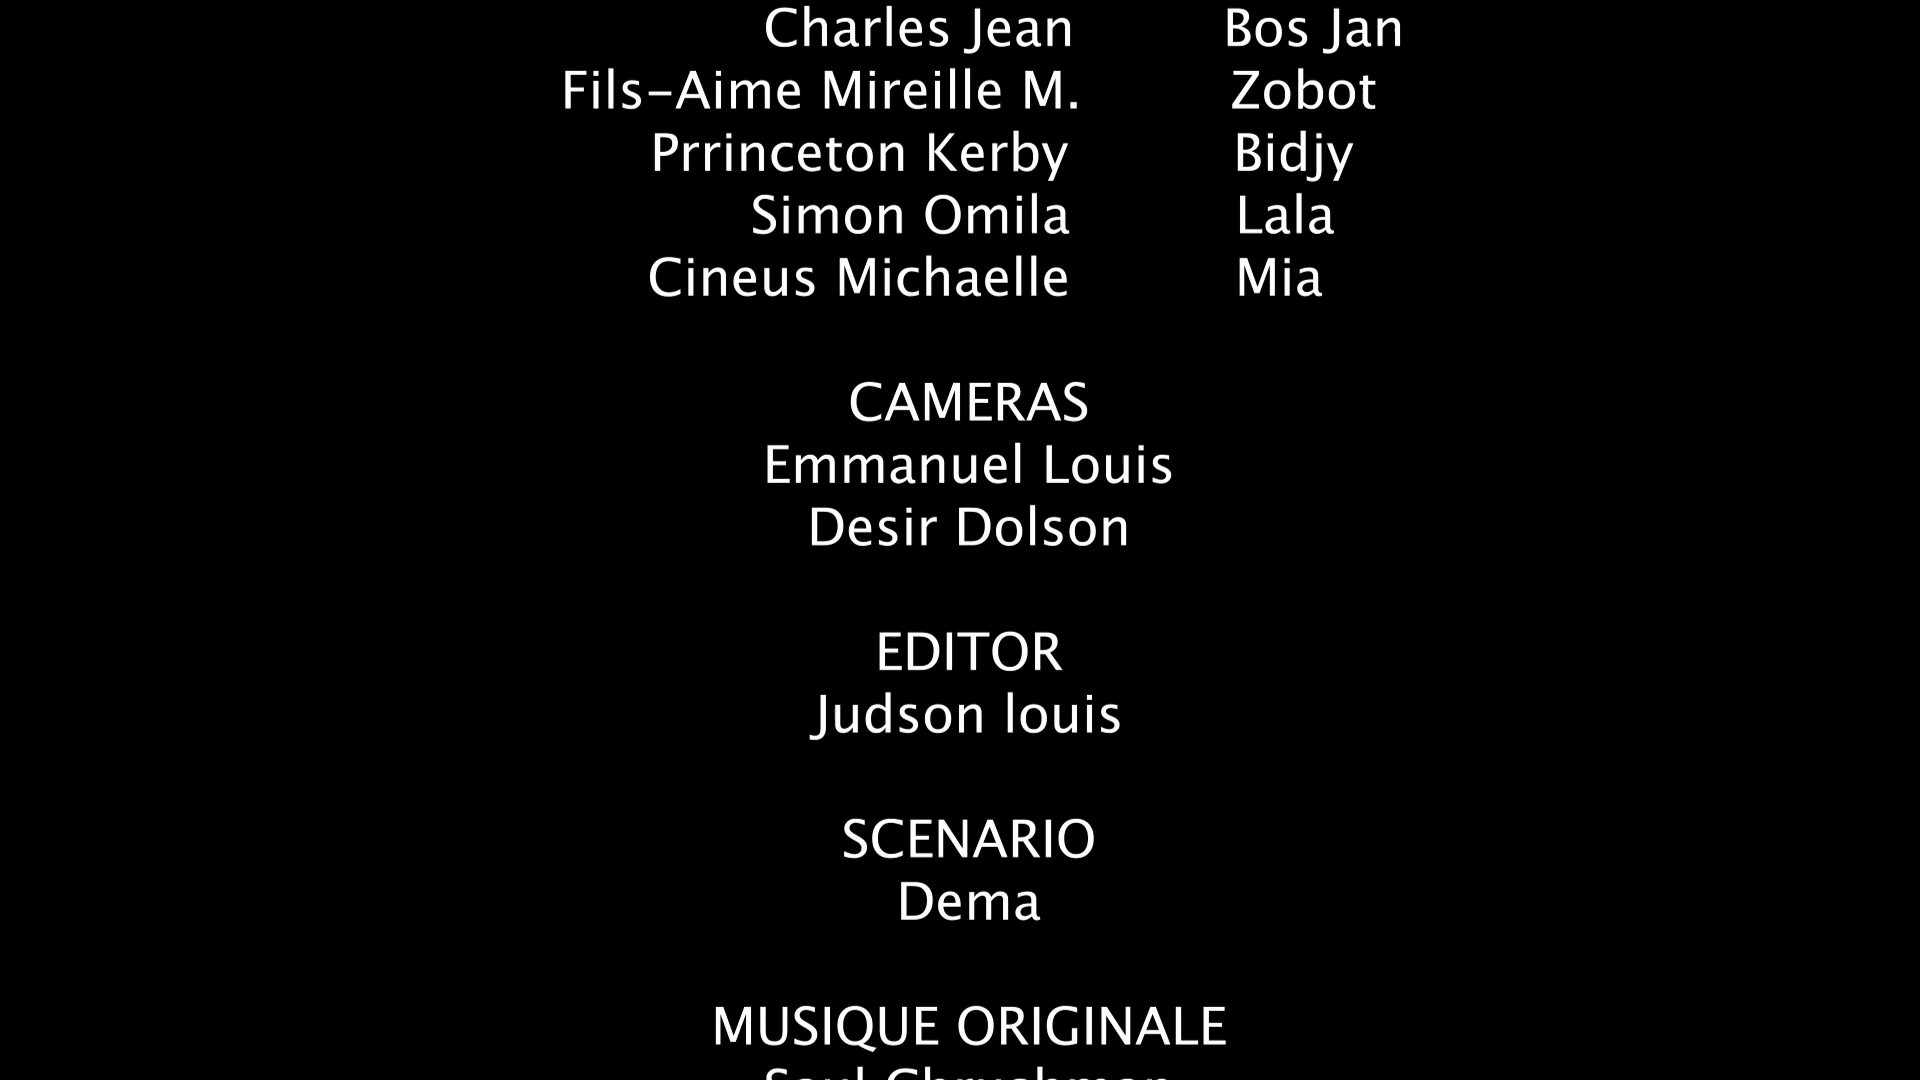 Charles Jean Bos Jan
Fils-Aime Mireille M. Zobot
Prrinceton Kerby Bidjy
Simon Omila Lala
Cineus Michaelle Mia
CAMERAS
Emmanuel Louis
Desir Dolson
EDITOR
Judson louis
SCENARIO
Dema
MUSIQUE ORIGINALE